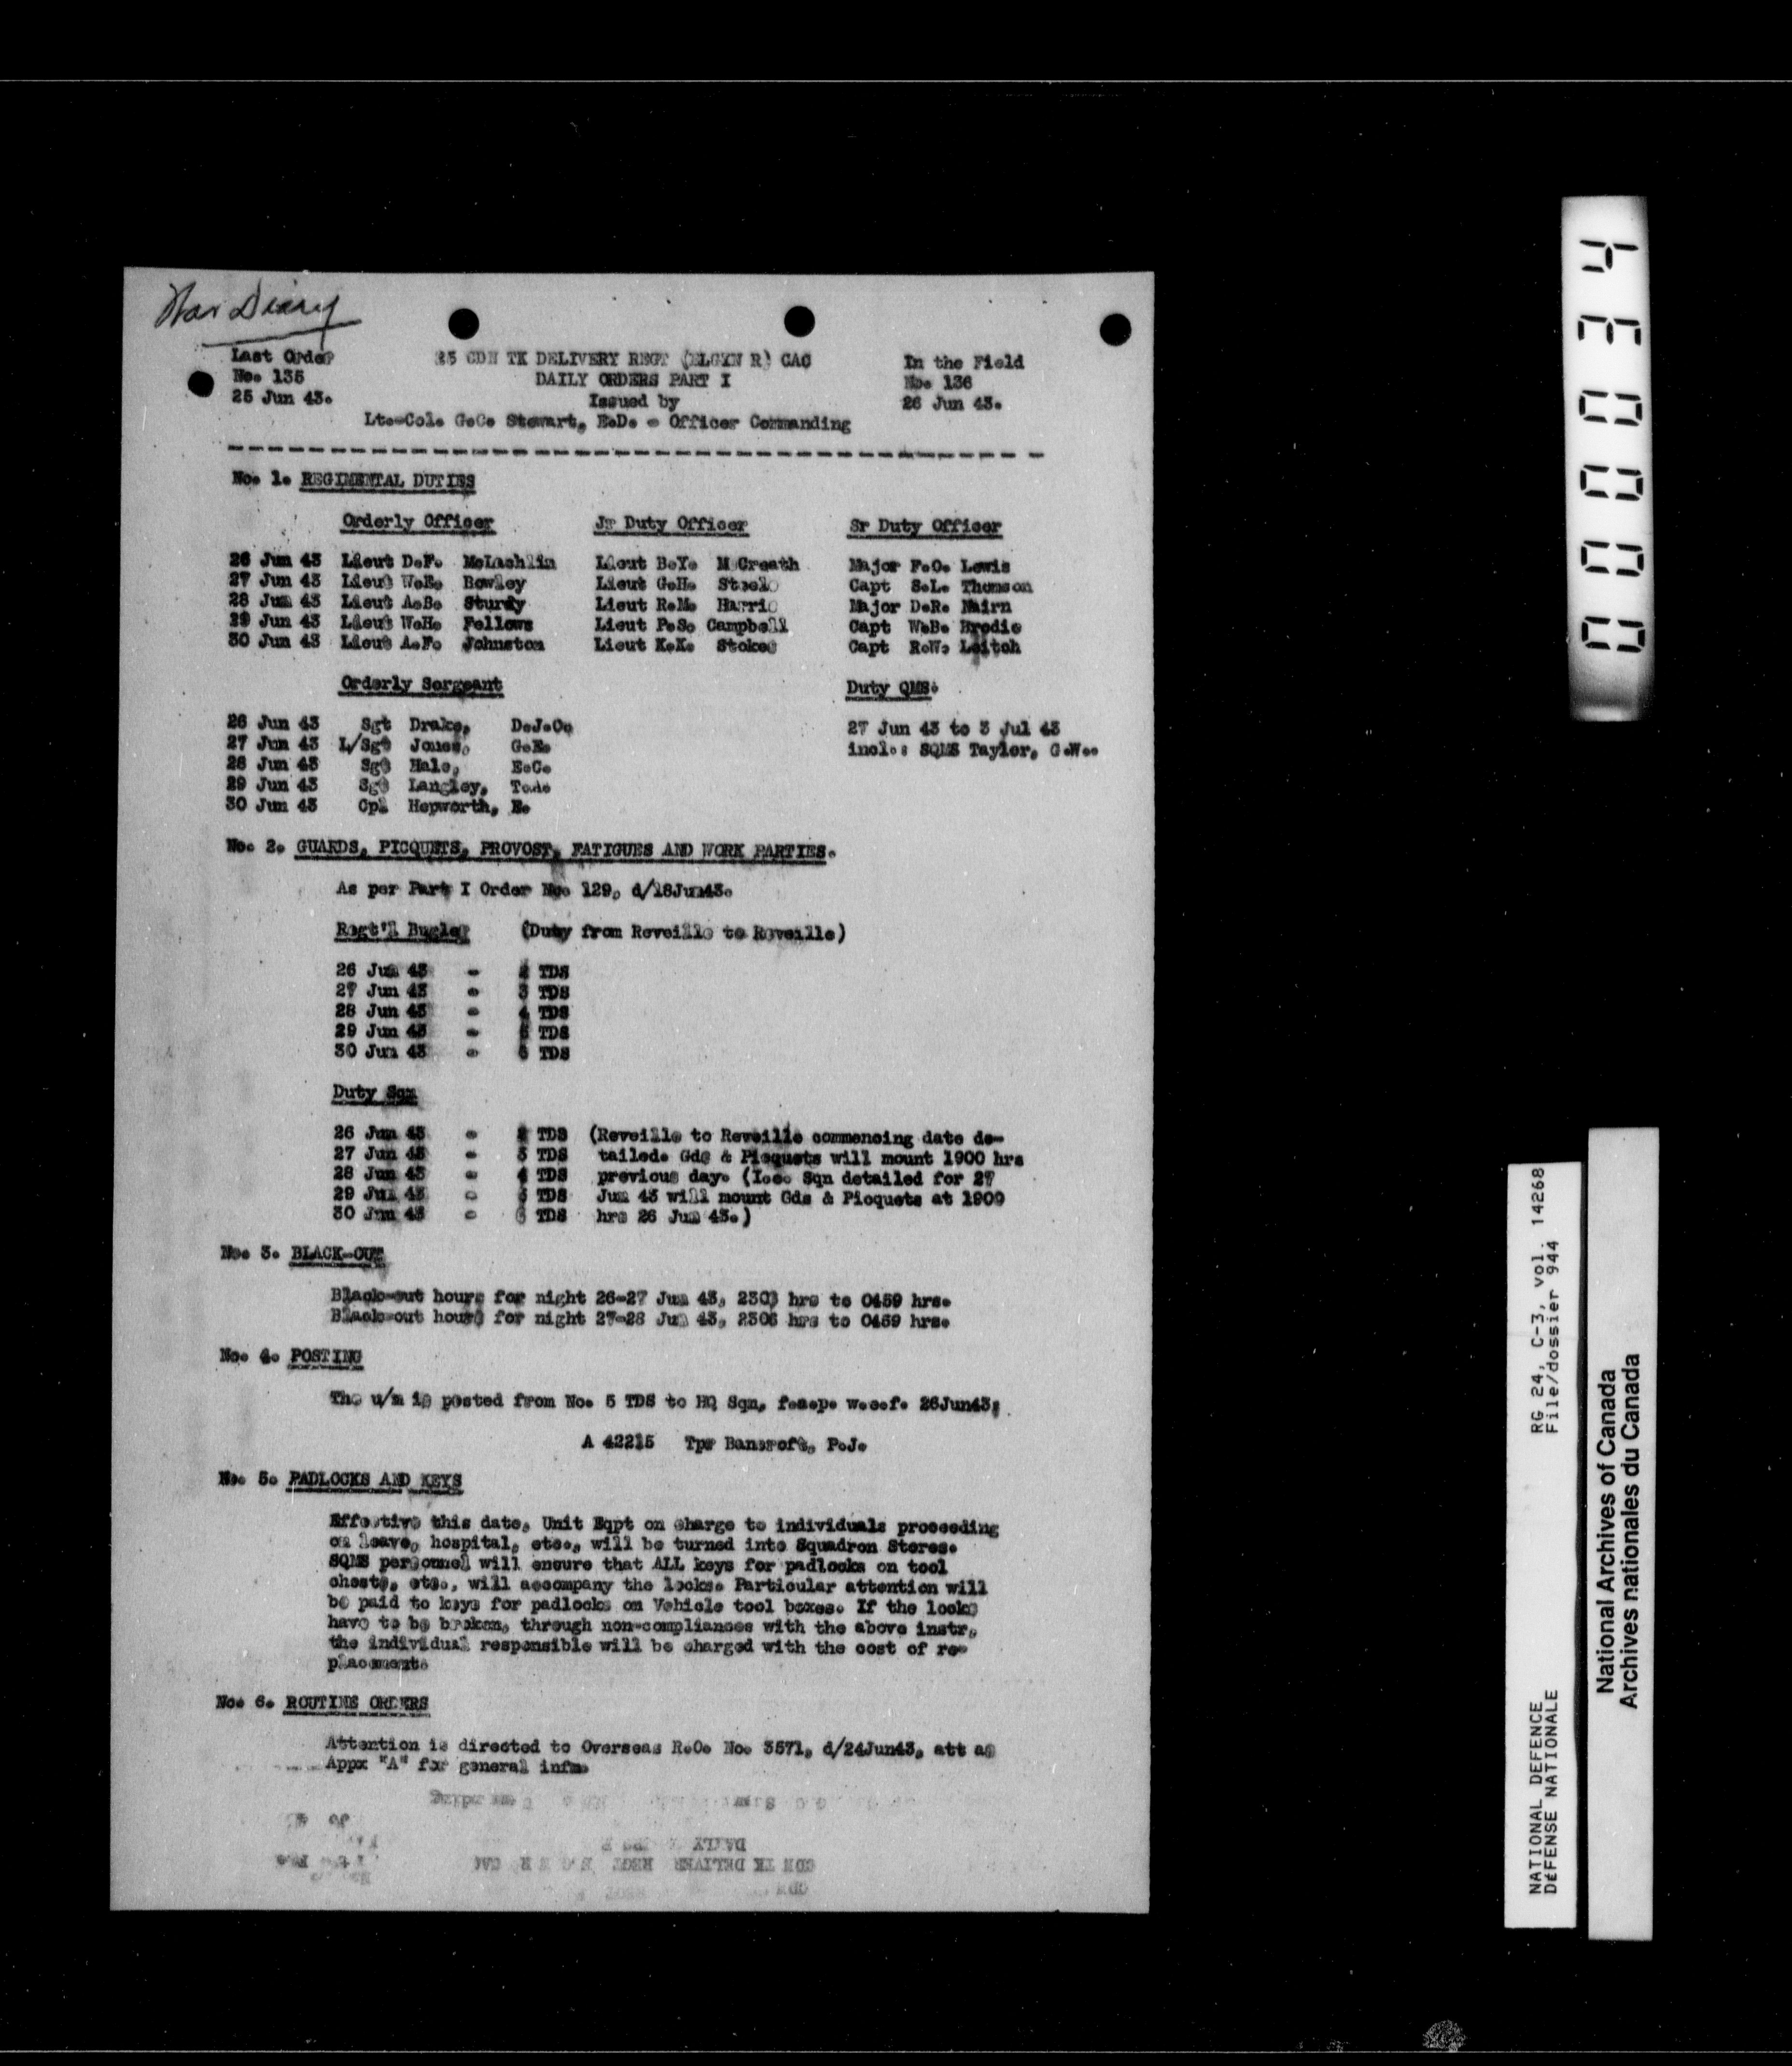 War Diary
Last Order
No. 135
25 Jun 43.
25 CDN TK DELIVERY REGT (ELGIN R) CAC
DAILY ORDERS PART I
Issued by
Lt.-Col. G.C. Stewart, E.D. - Officer Commanding
In the Field
No. 136
26 Jun 43.
No. 1. REGIMENTAL DUTIES
Orderly Officer Jr Duty Officer Sr Duty Officer
26 Jun 43 Lieut D.F. McLachlin Lieut B.Y. McCreath Major F.O. Lewis
27 Jun 43 Lieut W.E. Bowley Lieut G.H. Steele Capt S.L. Thomson
28 Jun 43 Lieut A.B. Sturdy Lieut R.M. Harris Major D.R. Nairn
29 Jun 43 Lieut W.H. Fellows Lieut P.S. Campbell Capt W.B. Brodie
30 Jun 43 Lieut A.F. Johnston Lieut K.K. Stokes Capt R.W. Leitch
Orderly Sergeant Duty QMS.
26 Jun 43 Sgt Drake, D.J.C. 27 Jun 43 to 3 Jul 43
27 Jun 43 L/Sgt Jones, G.E. incl.: SQMS Taylor, G.W..
28 Jun 43 Sgt Hale, E.C.
29 Jun 43 Sgt Langley,
30 Jun 43 Cpl Hepworth, E.
No. 2. GUARDS, PICQUETS, PROVOST, FATIGUES AND WORK PARTIES.
As per Part I Order No. 129, d/18Jun43.
Regt'l Bugler (Duty from Reveille to Reveille)
26 Jun 43 - 2 TDS
27 Jun 43 - 3 TDS
28 Jun 43 - 4 TDS
29 Jun 43 - 5 TDS
30 Jun 43 - 6 TDS
Duty Sqn
26 Jun 43 - 2 TDS (Reveille to Reveille commencing date de-
27 Jun 43 - 3 TDS tailed. Gds & Picquets will mount 1900 hrs
28 Jun 43 - 4 TDS previous day. (I.e. Sqn detailed for 27
29 Jun 43 - 5 TDS Jun 43 will mount Gds & Picquets at 1900
30 Jun 43 - 6 TDS hrs 26 Jun 43.)
No. 3. BLACK-OUT
Black-out hours for night 26-27 Jun 43, 2303 hrs to 0459 hrs.
Black-out hours for night 27-28 Jun 43, 2306 hrs to 0459 hrs.
No. 4. POSTING
The u/m is posted from No. 5 TDS to HQ Sqn, f.a.p. w.e.f. 26Jun43:
A 42215 Tpr Bancroft, P.J.
No. 5. PADLOCKS AND KEYS
Effective this date, Unit Eqpt on charge to individuals proceeding
on leave, hospital, etc., will be turned into Squadron Stores.
SQMS personnel will ensure that ALL keys for padlocks on tool
chests, etc., will accompany the locks. Particular attention will
be paid to keys for padlocks on Vehicle tool boxes. If the locks
have to be broken, through non-compliances with the above instr,
the individual responsible will be charged with the cost of re-
placement.
No. 6. ROUTINE ORDERS
Attention is directed to Overseas R.O. No. 3571, d/24Jun43, att as
Appx "A" for general infm.
000034
RG 24, C-3, vol. 14268
File/dossier 944
NATIONAL DEFENCE
DÉFENSE NATIONALE
National Archives of Canada
Archives nationales du Canada